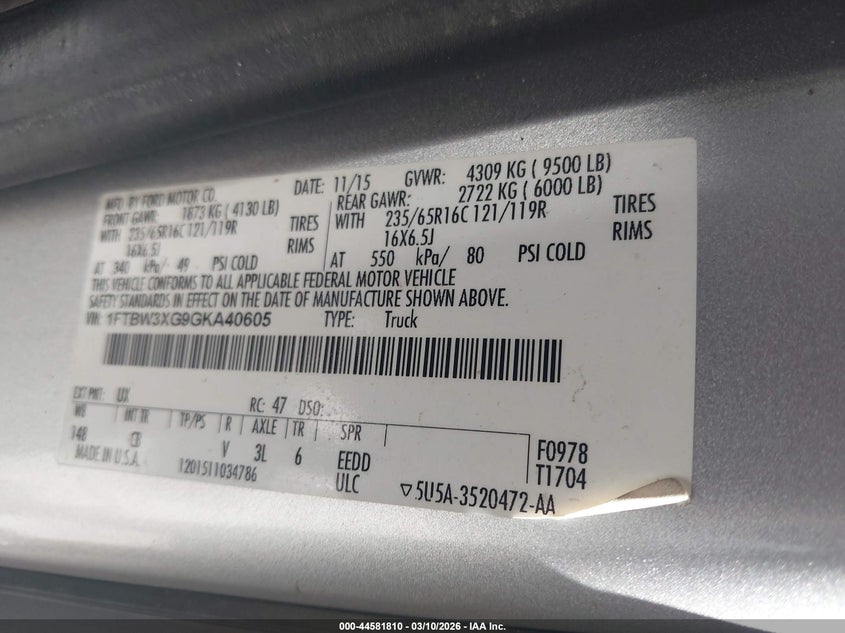 MFD. BY FORD MOTOR CO.
DATE: 11/15 GVWR: 4309 KG ( 9500 LB)
FRONT GAWR: 1873 KG ( 4130 LB) REAR GAWR: 2722 KG ( 6000 LB)
WITH 235/65R16C 121/119R TIRES WITH 235/65R16C 121/119R TIRES
16X6.5J RIMS 16X6.5J RIMS
AT 340 kPa/ 49 PSI COLD AT 550 kPa/ 80 PSI COLD
THIS VEHICLE CONFORMS TO ALL APPLICABLE FEDERAL MOTOR VEHICLE
SAFETY STANDARDS IN EFFECT ON THE DATE OF MANUFACTURE SHOWN ABOVE.
VIN: 1FTBW3XG9GKA40605 TYPE: Truck
EXT PNT: UX RC: 47 DSO:
WB INT TR TP/PS R AXLE TR SPR
148 CB V 3L 6 EEDD F0978
MADE IN U.S.A. 1201511034786 ULC T1704
▽5U5A-3520472-AA
000-44581810 - 03/10/2026 - IAA Inc.